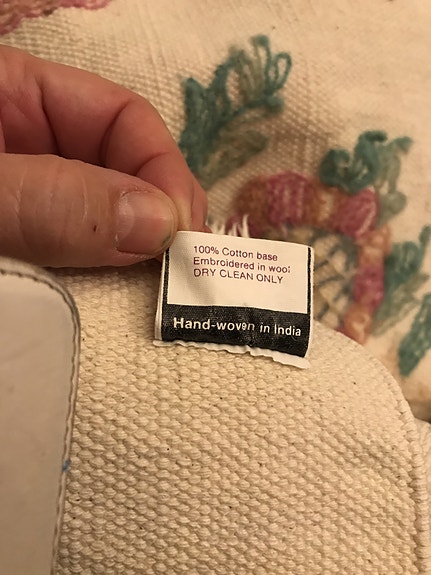 100% Cotton base
Embroidered in wool
DRY CLEAN ONLY
Hand-woven in India